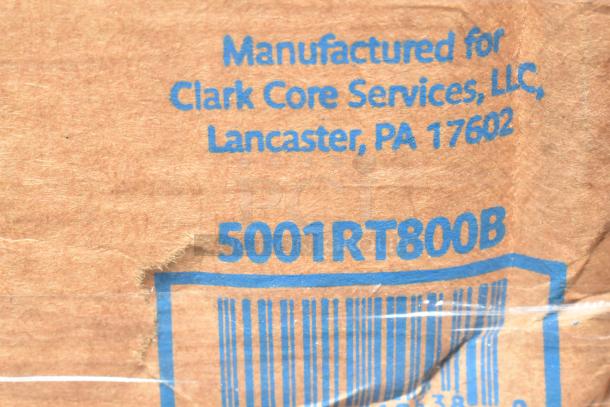 Manufactured for
Clark Core Services, LLC,
Lancaster, PA 17602
5001RT800B